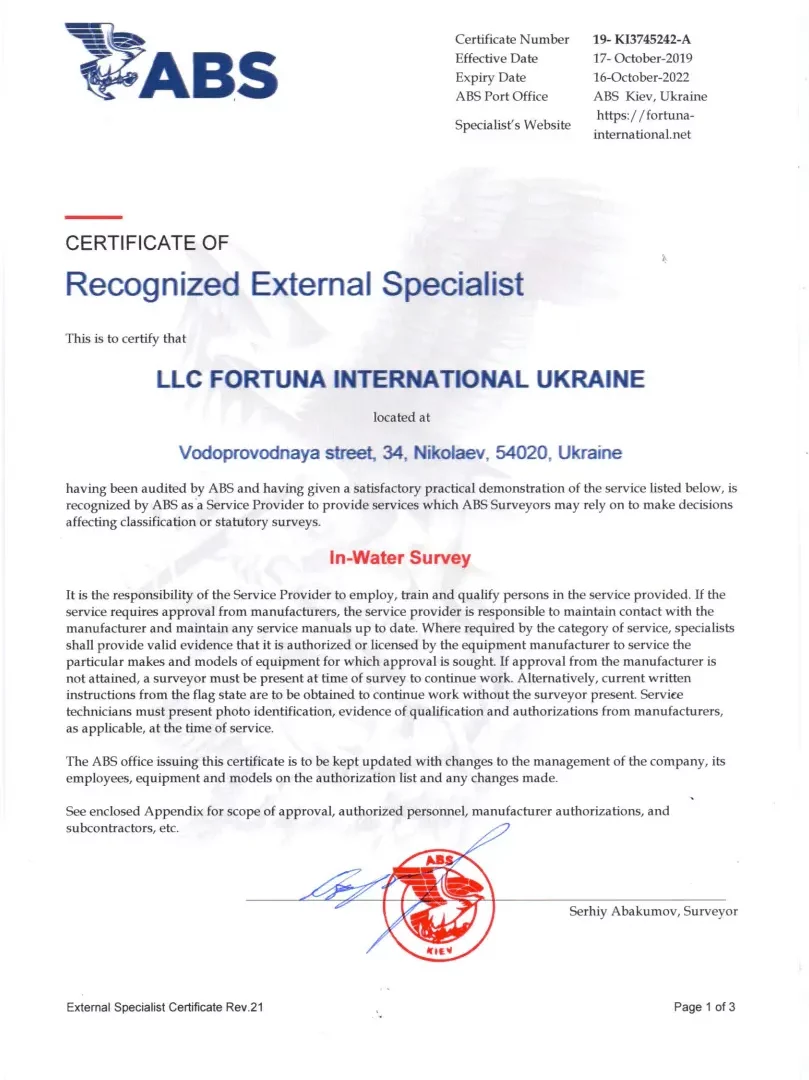 ABS
Certificate Number 19- KI3745242-A
Effective Date 17- October-2019
Expiry Date 16-October-2022
ABS Port Office ABS Kiev, Ukraine
Specialist's Website https://fortuna-
international.net
CERTIFICATE OF
Recognized External Specialist
This is to certify that
LLC FORTUNA INTERNATIONAL UKRAINE
located at
Vodoprovodnaya street, 34, Nikolaev, 54020, Ukraine
having been audited by ABS and having given a satisfactory practical demonstration of the service listed below, is
recognized by ABS as a Service Provider to provide services which ABS Surveyors may rely on to make decisions
affecting classification or statutory surveys.
In-Water Survey
It is the responsibility of the Service Provider to employ, train and qualify persons in the service provided. If the
service requires approval from manufacturers, the service provider is responsible to maintain contact with the
manufacturer and maintain any service manuals up to date. Where required by the category of service, specialists
shall provide valid evidence that it is authorized or licensed by the equipment manufacturer to service the
particular makes and models of equipment for which approval is sought. If approval from the manufacturer is
not attained, a surveyor must be present at time of survey to continue work. Alternatively, current written
instructions from the flag state are to be obtained to continue work without the surveyor present. Service
technicians must present photo identification, evidence of qualification and authorizations from manufacturers,
as applicable, at the time of service.
The ABS office issuing this certificate is to be kept updated with changes to the management of the company, its
employees, equipment and models on the authorization list and any changes made.
See enclosed Appendix for scope of approval, authorized personnel, manufacturer authorizations, and
subcontractors, etc.
ABS
KIEV
Serhiy Abakumov, Surveyor
External Specialist Certificate Rev.21
Page 1 of 3